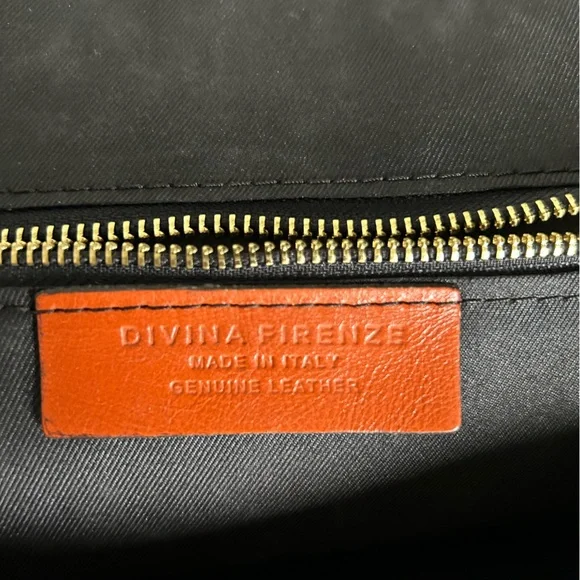 DIVINA FIRENZE
MADE IN ITALY
GENUINE LEATHER